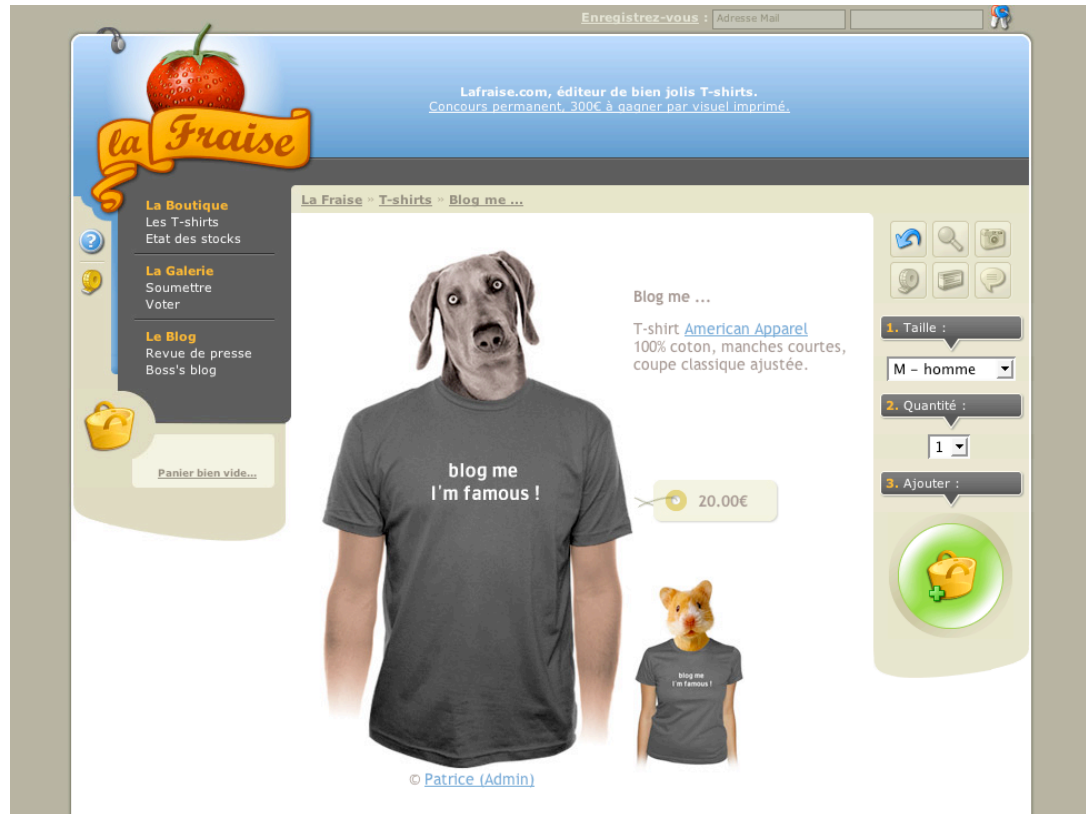 Enregistrez-vous : Adresse Mail
la Fraise
Lafraise.com, éditeur de bien jolis T-shirts.
Concours permanent, 300€ à gagner par visuel imprimé.
La Boutique
Les T-shirts
Etat des stocks
La Galerie
Soumettre
Voter
Le Blog
Revue de presse
Boss's blog
Panier bien vide...
La Fraise » T-shirts » Blog me ...
blog me
I'm famous !
Blog me ...
T-shirt American Apparel
100% coton, manches courtes,
coupe classique ajustée.
20.00€
blog me
I'm famous !
© Patrice (Admin)
1. Taille :
M – homme
2. Quantité :
1
3. Ajouter :